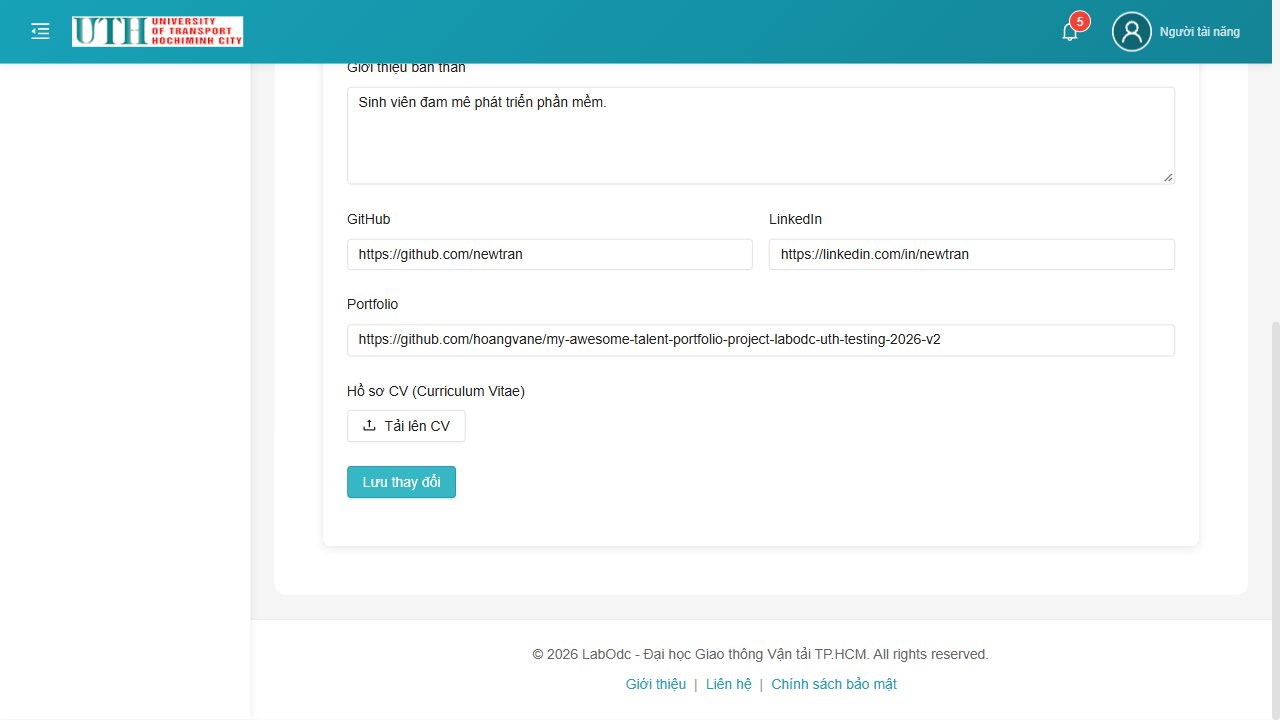 UTH
UNIVERSITY
OF TRANSPORT
HOCHIMINH CITY
5
Người tài năng
Giới thiệu bản thân
Sinh viên đam mê phát triển phần mềm.
GitHub
LinkedIn
https://github.com/newtran
https://linkedin.com/in/newtran
Portfolio
https://github.com/hoangvane/my-awesome-talent-portfolio-project-labodc-uth-testing-2026-v2
Hồ sơ CV (Curriculum Vitae)
Tải lên CV
Lưu thay đổi
© 2026 LabOdc - Đại học Giao thông Vận tải TP.HCM. All rights reserved.
Giới thiệu | Liên hệ | Chính sách bảo mật